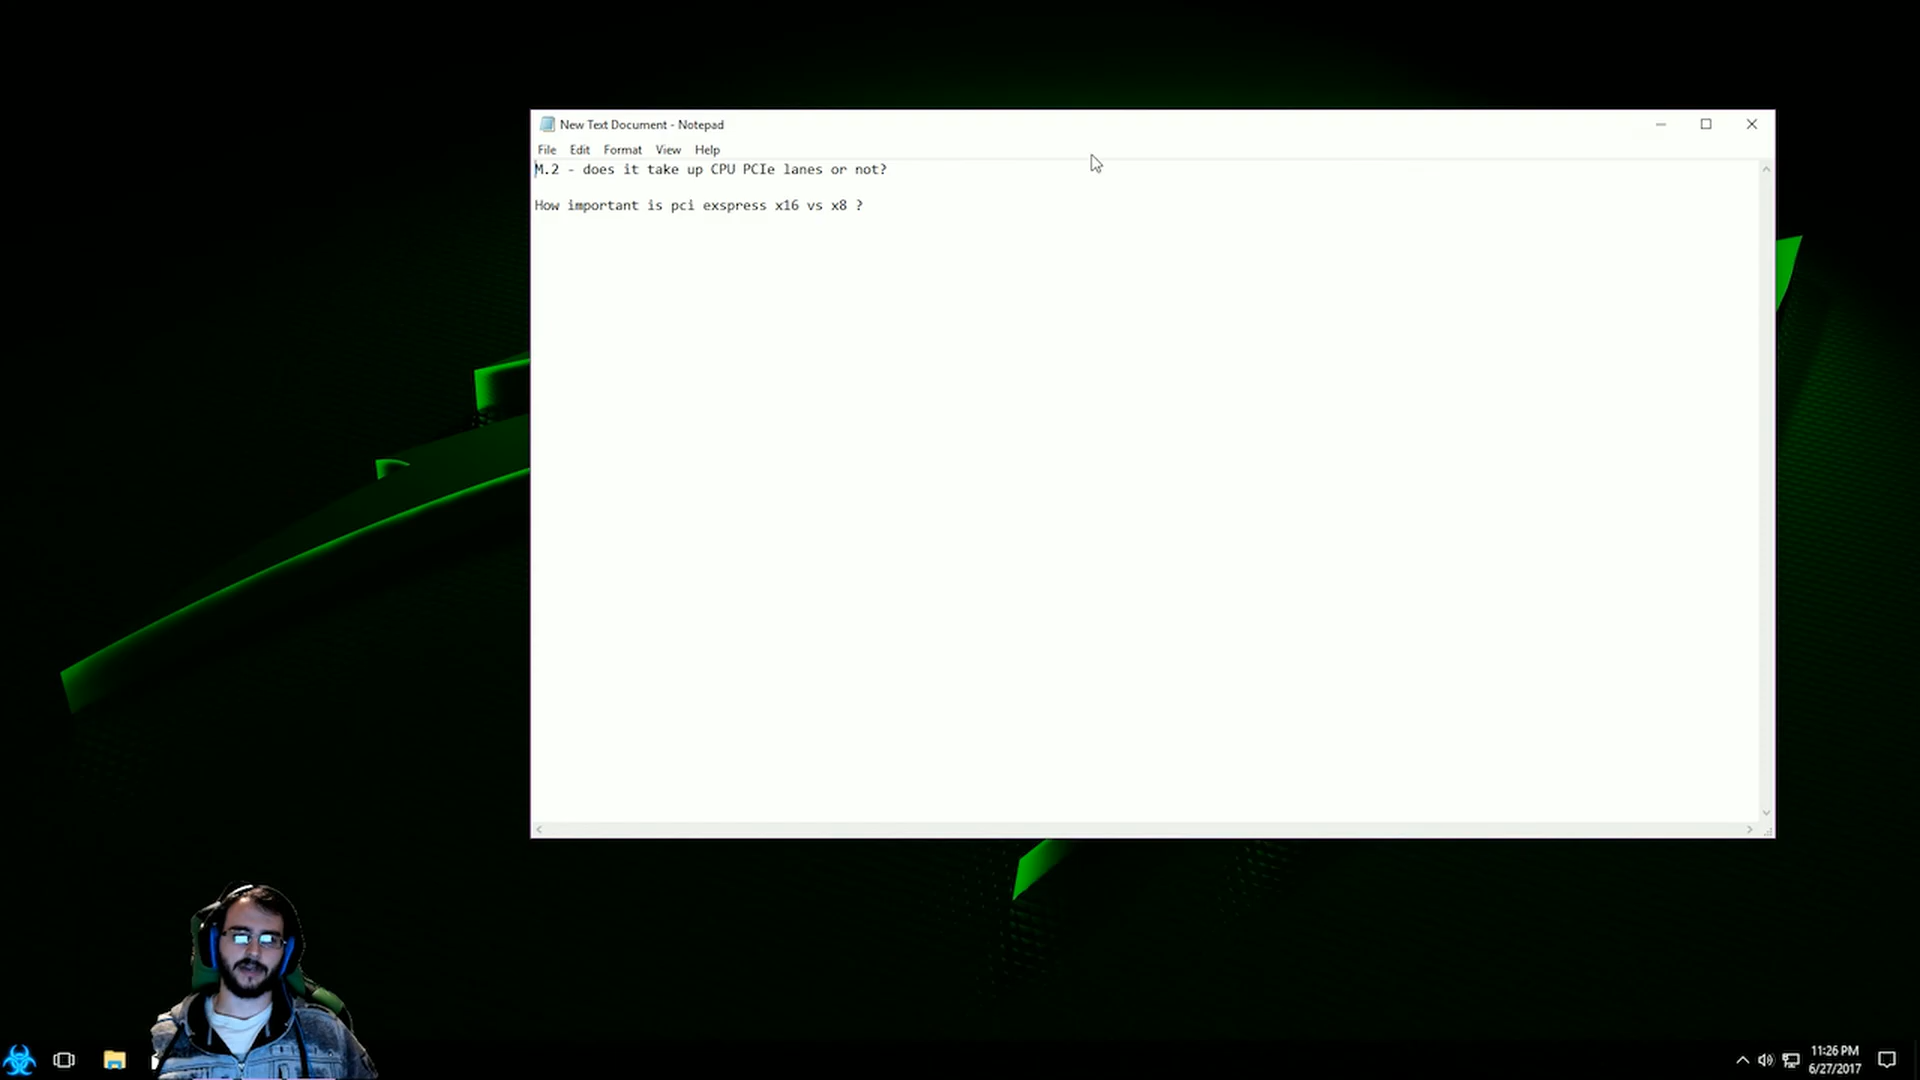 New Text Document - Notepad
File Edit Format View Help
M.2 - does it take up CPU PCIe lanes or not?
How important is pci exspress x16 vs x8 ?
11:26 PM
6/27/2017